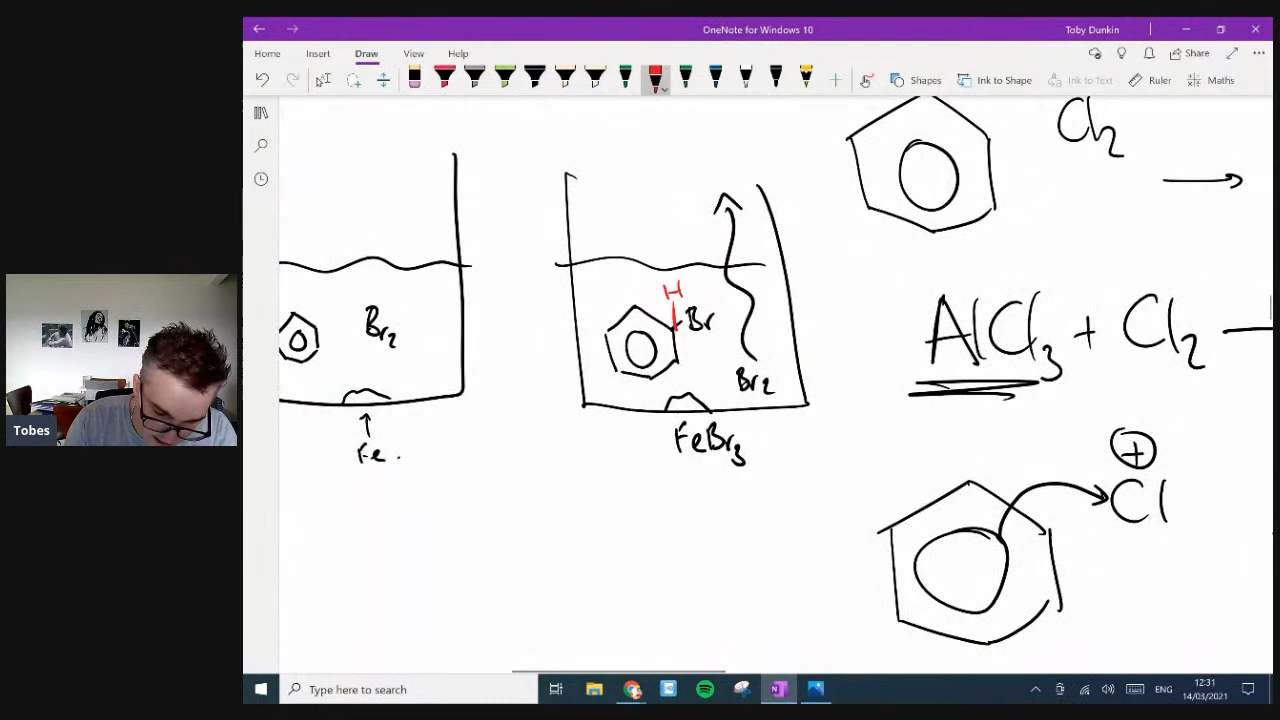 OneNote for Windows 10
Toby Dunkin
Home Insert Draw View Help
Share
Shapes
Ink to Shape
Ink to Text
Ruler
Maths
Cl2
H
Br2
Br
Br2
AlCl3 + Cl2
Fe.
FeBr3
+
Cl
Tobes
Type here to search
ENG
12:31
14/03/2021